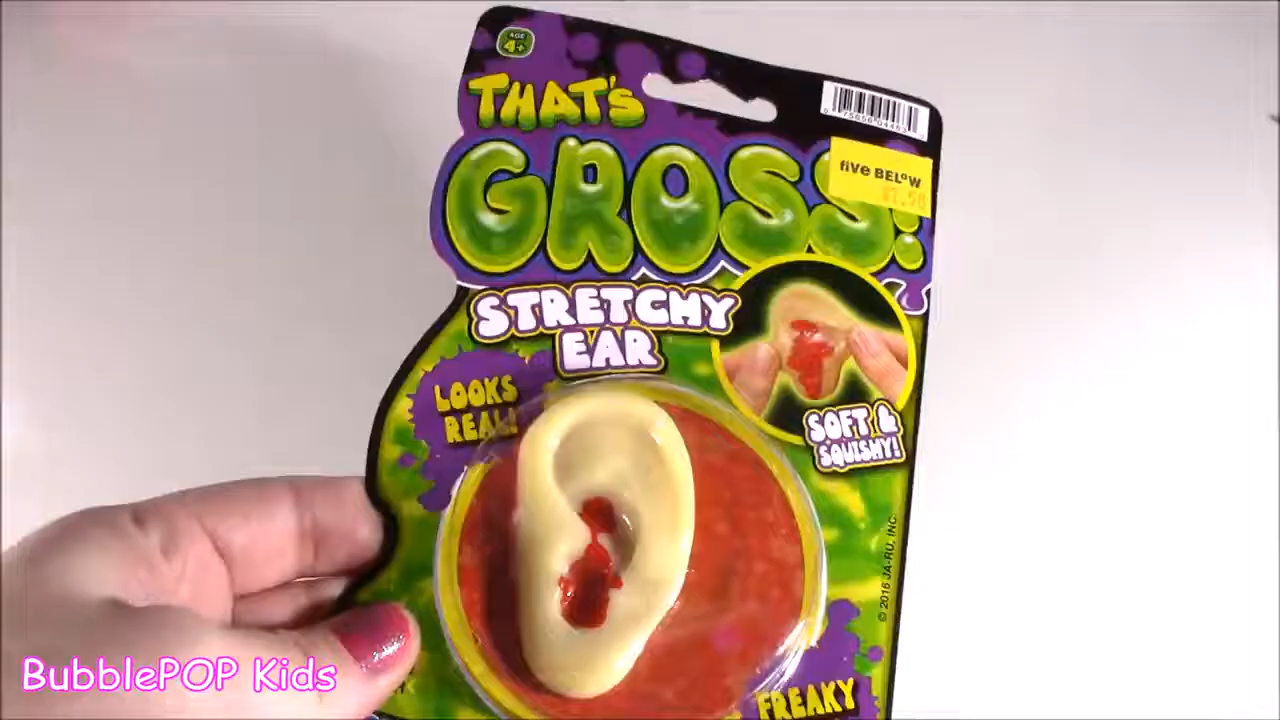 AGE
4+
THAT'S
GROSS!
fiVe BELºW
STRETCHY
EAR
LOOKS
REAL!
SOFT &
SQUISHY!
© 2016 JA-RU, INC.
FREAKY
BubblePOP Kids